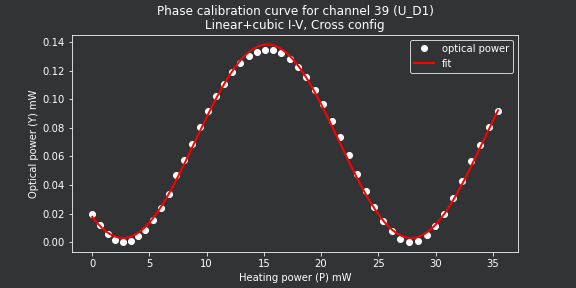 Phase calibration curve for channel 39 (U_D1)
Linear+cubic I-V, Cross config
optical power
fit
Optical power (Y) mW
0.14
0.12
0.10
0.08
0.06
0.04
0.02
0.00
0 5 10 15 20 25 30 35
Heating power (P) mW